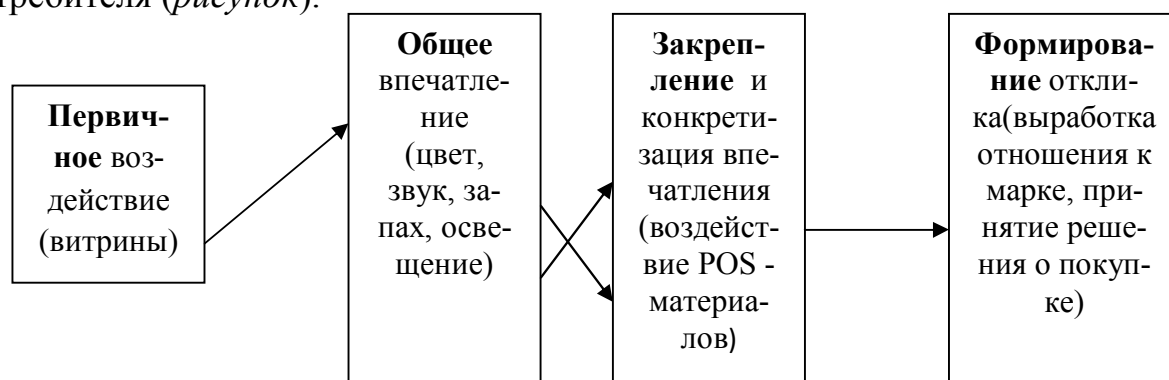 требителя (рисунок).
Первич-
ное воз-
действие
(витрины)
Общее
впечатле-
ние
(цвет,
звук, за-
пах, осве-
щение)
Закреп-
ление и
конкрети-
зация впе-
чатления
(воздейст-
вие POS -
материа-
лов)
Формирова-
ние откли-
ка(выработка
отношения к
марке, при-
нятие реше-
ния о покуп-
ке)